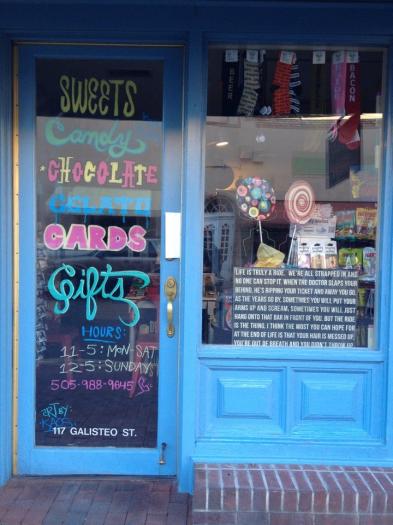 SWEETS
Candy
CHOCOLATE
GELATO
CARDS
Gifts
HOURS:
11-5: MON-SAT
12-5: SUNDAY
505-988-9645
ART BY
117 GALISTEO ST.
BEER
BACON
LIFE IS TRULY A RIDE. WE'RE ALL STRAPPED IN AND
NO ONE CAN STOP IT. WHEN THE DOCTOR SLAPS YOUR
BEHIND, HE'S RIPPING YOUR TICKET AND AWAY YOU GO.
AS THE YEARS GO BY, SOMETIMES YOU WILL PUT YOUR
ARMS UP AND SCREAM, SOMETIMES YOU WILL JUST
HANG ONTO THAT BAR IN FRONT OF YOU. BUT THE RIDE
IS THE THING. I THINK THE MOST YOU CAN HOPE FOR
AT THE END OF LIFE IS THAT YOUR HAIR IS MESSED UP,
YOU'RE OUT OF BREATH AND YOU DIDN'T THROW UP.